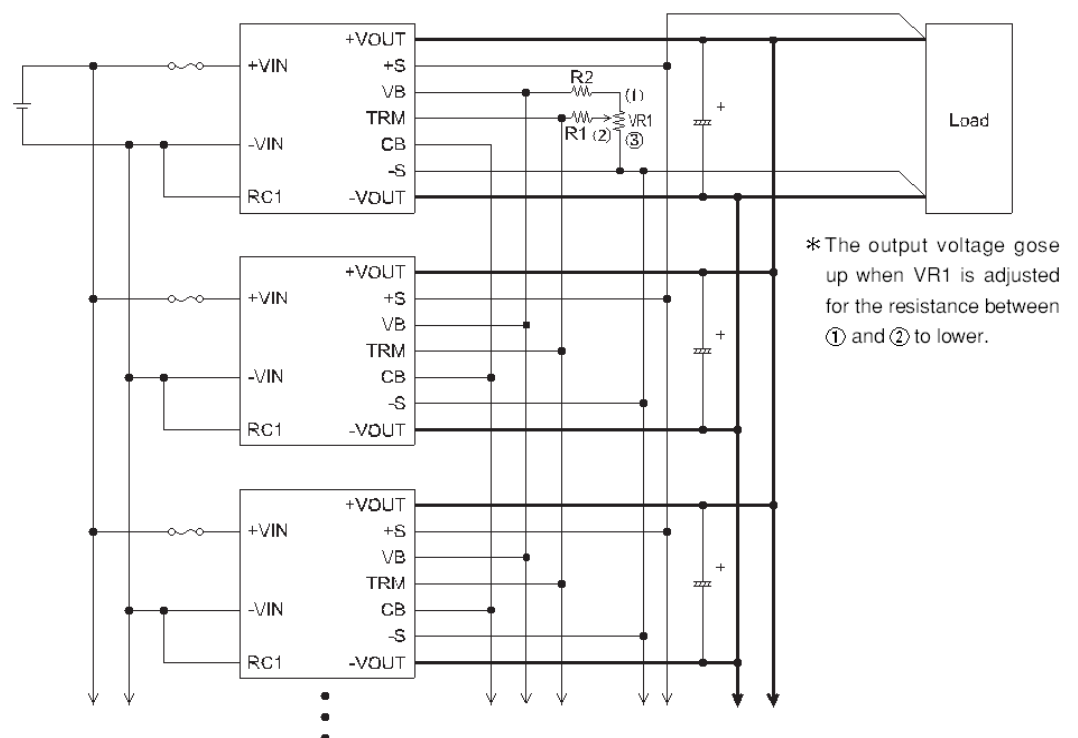 +VOUT
+VIN
+S
VB
R2
(1)
TRM
VR1
R1
(2)
③
-VIN
CB
-S
RC1
-VOUT
Load
* The output voltage gose
up when VR1 is adjusted
for the resistance between
① and ② to lower.
+
+VOUT
+VIN
+S
VB
TRM
-VIN
CB
-S
RC1
-VOUT
+
+VOUT
+VIN
+S
VB
TRM
-VIN
CB
-S
RC1
-VOUT
+